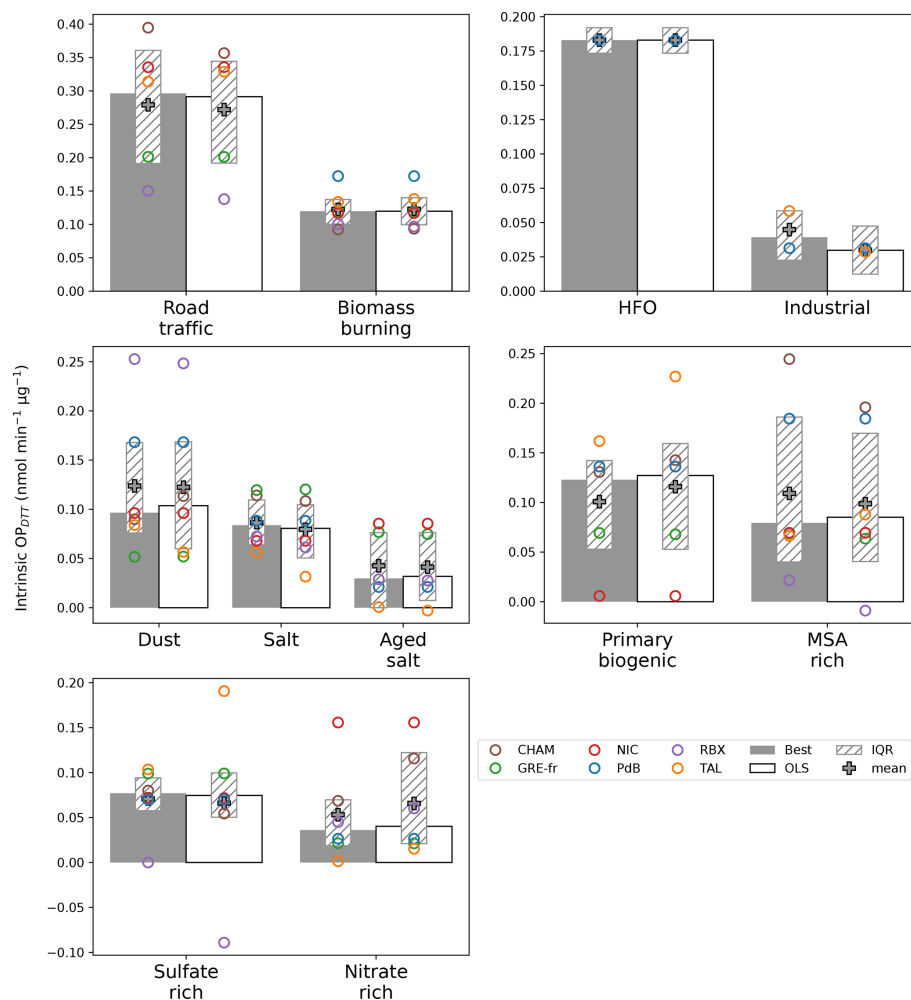 0.40
0.35
0.30
0.25
0.20
0.15
0.10
0.05
0.00
Road
traffic
Biomass
burning
0.200
0.175
0.150
0.125
0.100
0.075
0.050
0.025
0.000
HFO
Industrial
Intrinsic OP_DTT (nmol min⁻¹ µg⁻¹)
0.25
0.20
0.15
0.10
0.05
0.00
Dust
Salt
Aged
salt
0.25
0.20
0.15
0.10
0.05
0.00
Primary
biogenic
MSA
rich
0.20
0.15
0.10
0.05
0.00
−0.05
−0.10
Sulfate
rich
Nitrate
rich
CHAM NIC RBX Best IQR
GRE-fr PdB TAL OLS mean